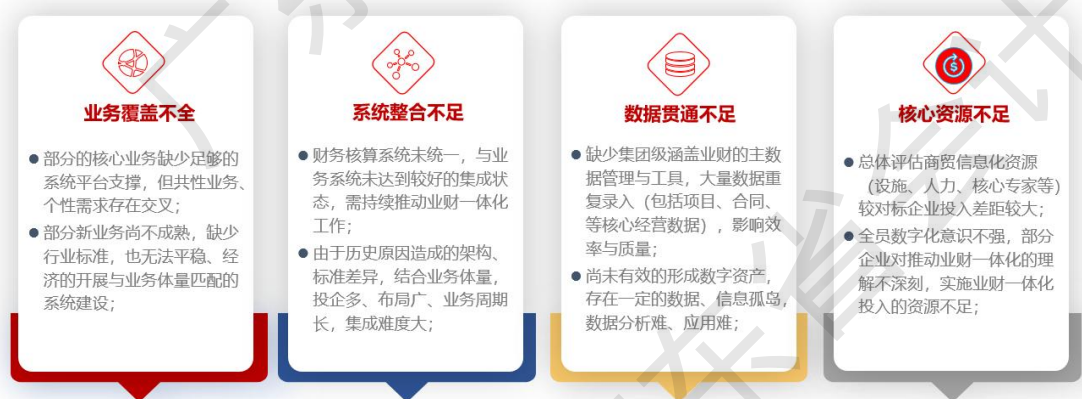 业务覆盖不全
● 部分的核心业务缺少足够的
系统平台支撑，但共性业务、
个性需求存在交叉；
● 部分新业务尚不成熟，缺少
行业标准，也无法平稳、经
济的开展与业务体量匹配的
系统建设；
系统整合不足
● 财务核算系统未统一，与业
务系统未达到较好的集成状
态，需持续推动业财一体化
工作；
● 由于历史原因造成的架构、
标准差异，结合业务体量，
投企多、布局广、业务周期
长，集成难度大；
数据贯通不足
● 缺少集团级涵盖业财的主数
据管理与工具，大量数据重
复录入（包括项目、合同、
等核心经营数据），影响效
率与质量；
● 尚未有效的形成数字资产，
存在一定的数据、信息孤岛，
数据分析难、应用难；
核心资源不足
● 总体评估商贸信息化资源
（设施、人力、核心专家等）
较对标企业投入差距较大；
● 全员数字化意识不强，部分
企业对推动业财一体化的理
解不深刻，实施业财一体化
投入的资源不足；
广东
东省会计